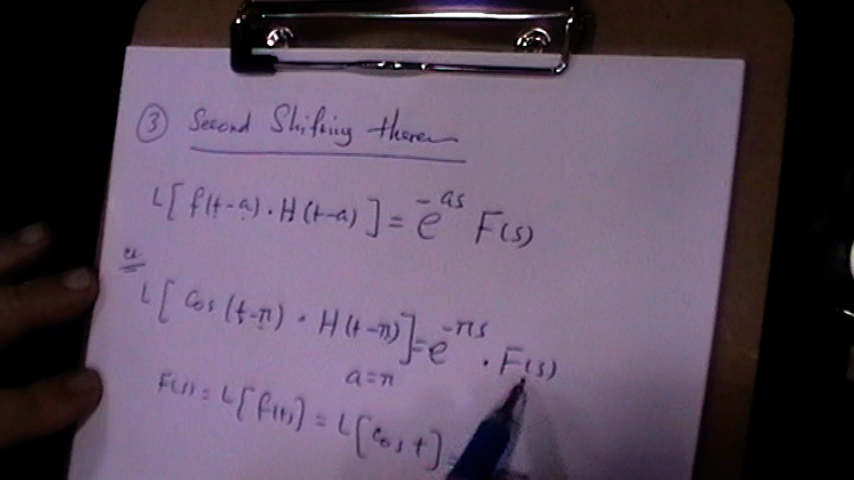 ③ Second Shifting theorem
L[f(t-a).H(t-a)] = e^-as F(s)
ex
L[cos(t-π).H(t-π)] = e^-πs . F(s)
a=π
F(s) = L[f(t)] = L[cos t] =